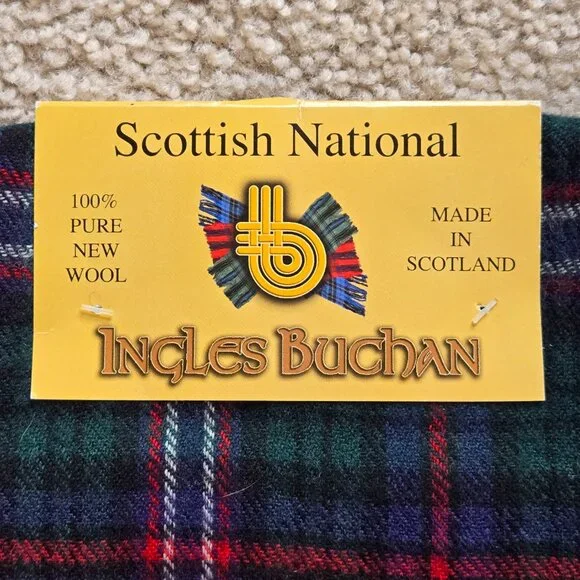 Scottish National
100%
PURE
NEW
WOOL
MADE
IN
SCOTLAND
INGLES BUCHAN